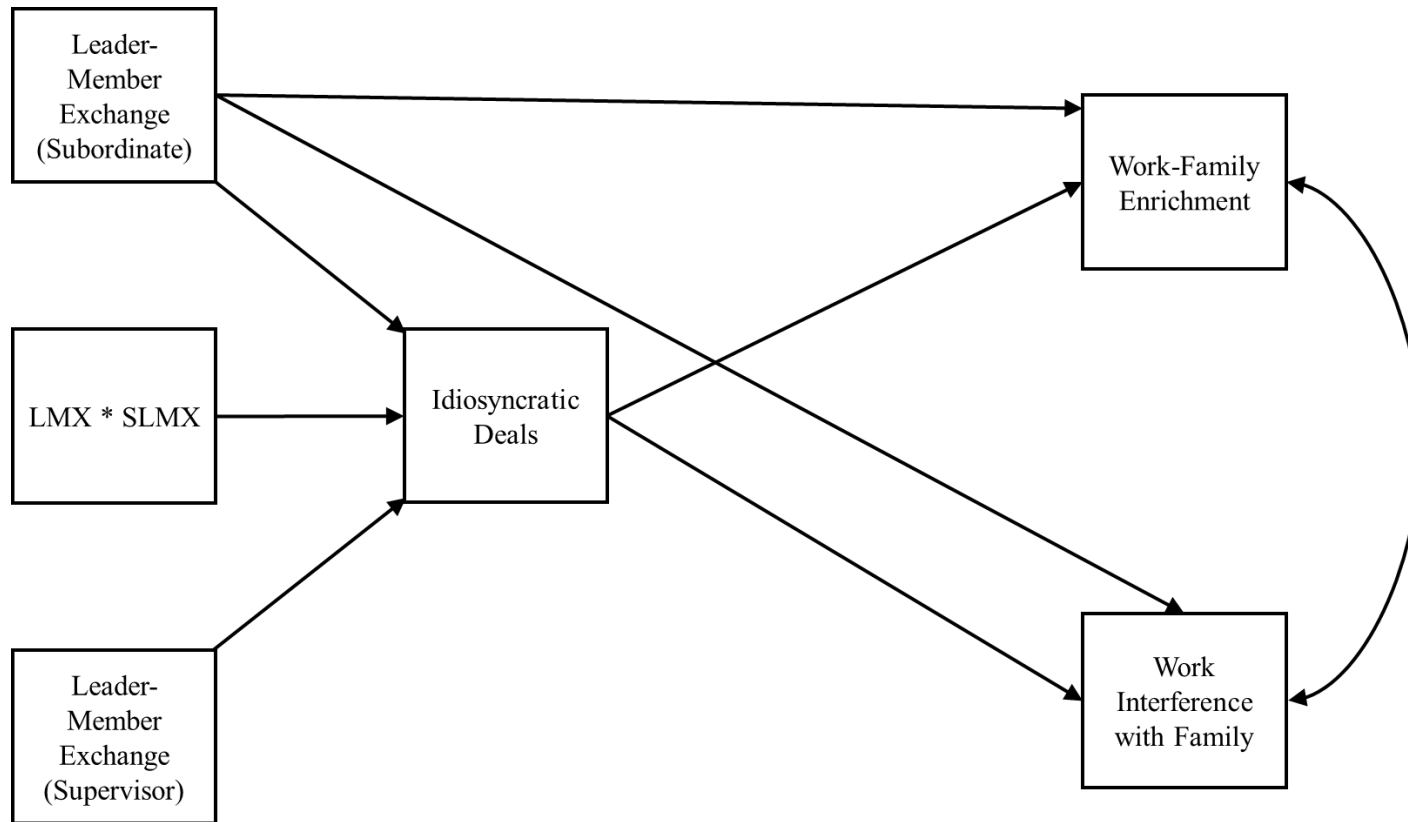 Leader-
Member
Exchange
(Subordinate)
Work-Family
Enrichment
LMX * SLMX
Idiosyncratic
Deals
Leader-
Member
Exchange
(Supervisor)
Work
Interference
with Family